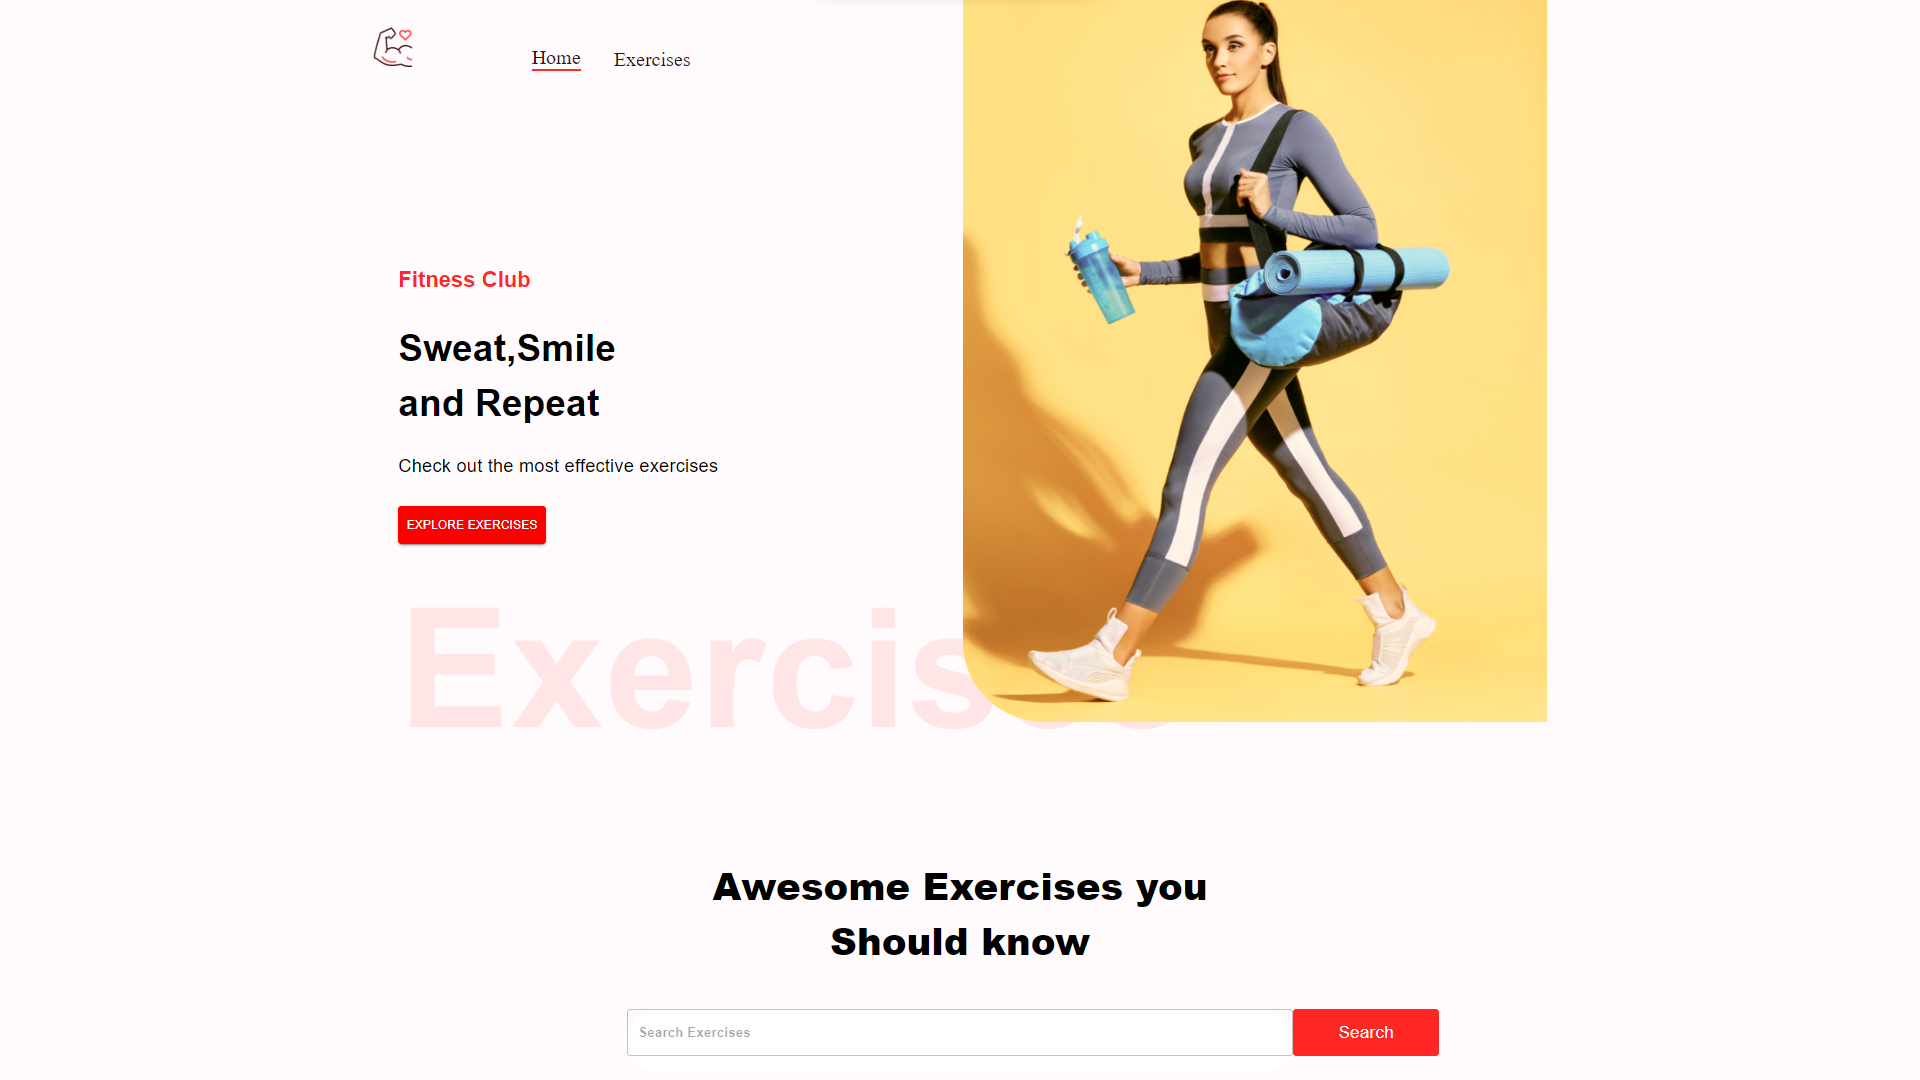 Home
Exercises
Fitness Club
Sweat,Smile
and Repeat
Check out the most effective exercises
EXPLORE EXERCISES
Exercises
Awesome Exercises you
Should know
Search Exercises
Search